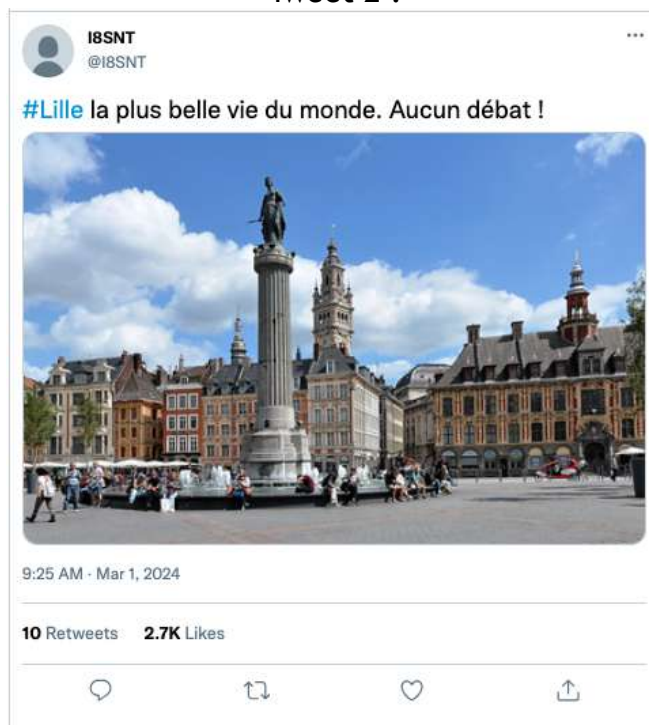 I8SNT
@I8SNT
#Lille la plus belle vie du monde. Aucun débat !
9:25 AM · Mar 1, 2024
10 Retweets 2.7K Likes